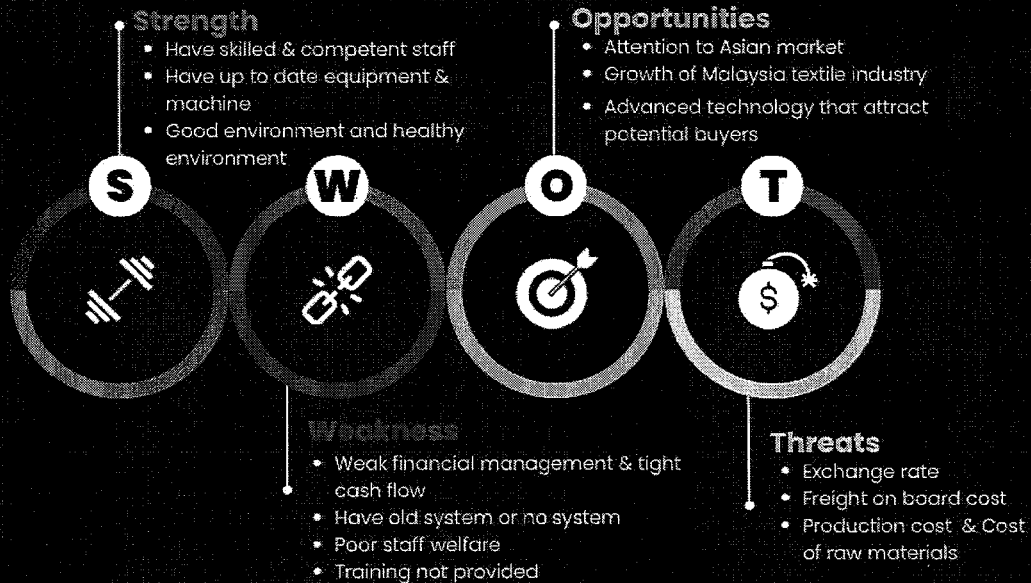 Strength
• Have skilled & competent staff
• Have up to date equipment &
machine
• Good environment and healthy
environment
Opportunities
• Attention to Asian market
• Growth of Malaysia textile industry
• Advanced technology that attract
potential buyers
S
W
O
T
$
Weakness
• Weak financial management & tight
cash flow
• Have old system or no system
• Poor staff welfare
• Training not provided
Threats
• Exchange rate
• Freight on board cost
• Production cost & Cost
of raw materials